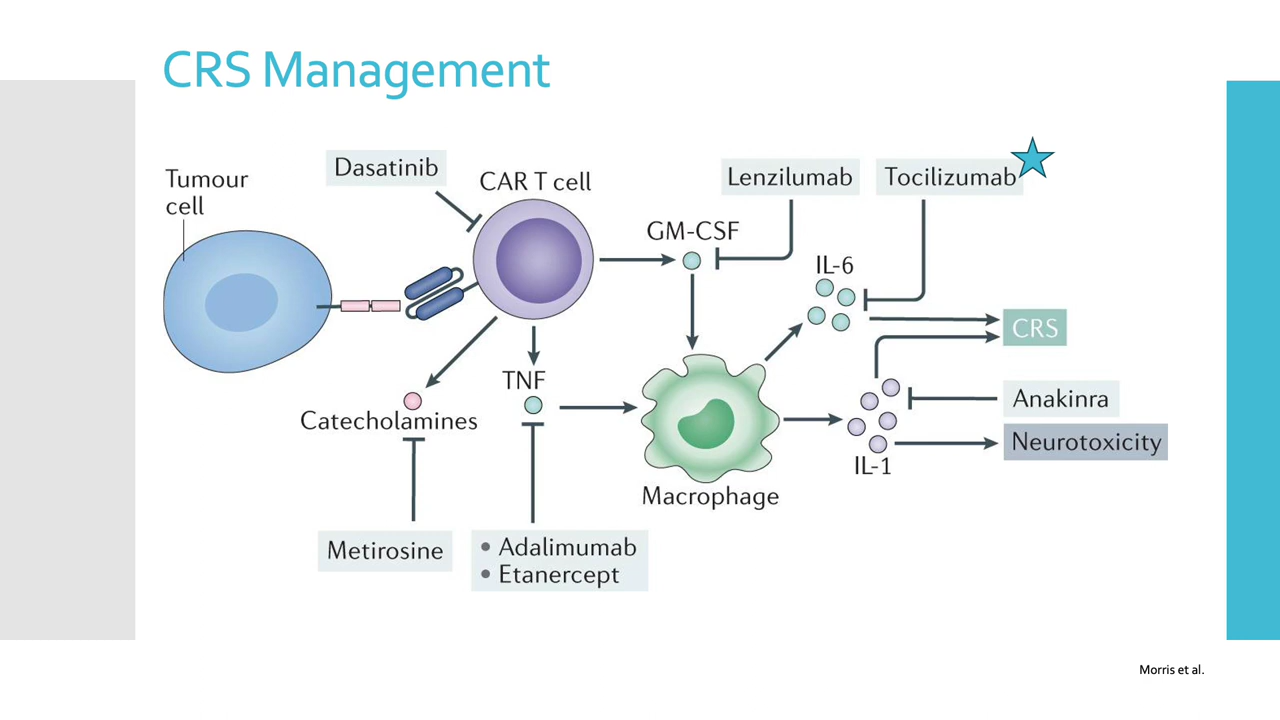 CRS Management
Tumour
cell
Dasatinib
CAR T cell
GM-CSF
Lenzilumab
Tocilizumab
IL-6
CRS
Catecholamines
TNF
Macrophage
IL-1
Anakinra
Neurotoxicity
Metirosine
• Adalimumab
• Etanercept
Morris et al.